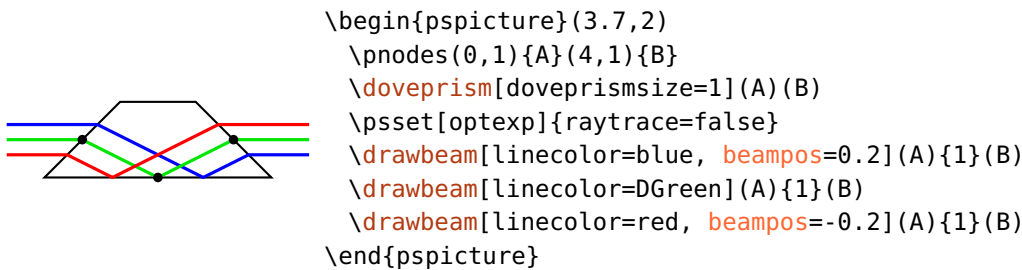 \begin{pspicture}(3.7,2)
\pnodes(0,1){A}(4,1){B}
\doveprism[doveprismsize=1](A)(B)
\psset[optexp]{raytrace=false}
\drawbeam[linecolor=blue, beampos=0.2](A){1}(B)
\drawbeam[linecolor=DGreen](A){1}(B)
\drawbeam[linecolor=red, beampos=-0.2](A){1}(B)
\end{pspicture}